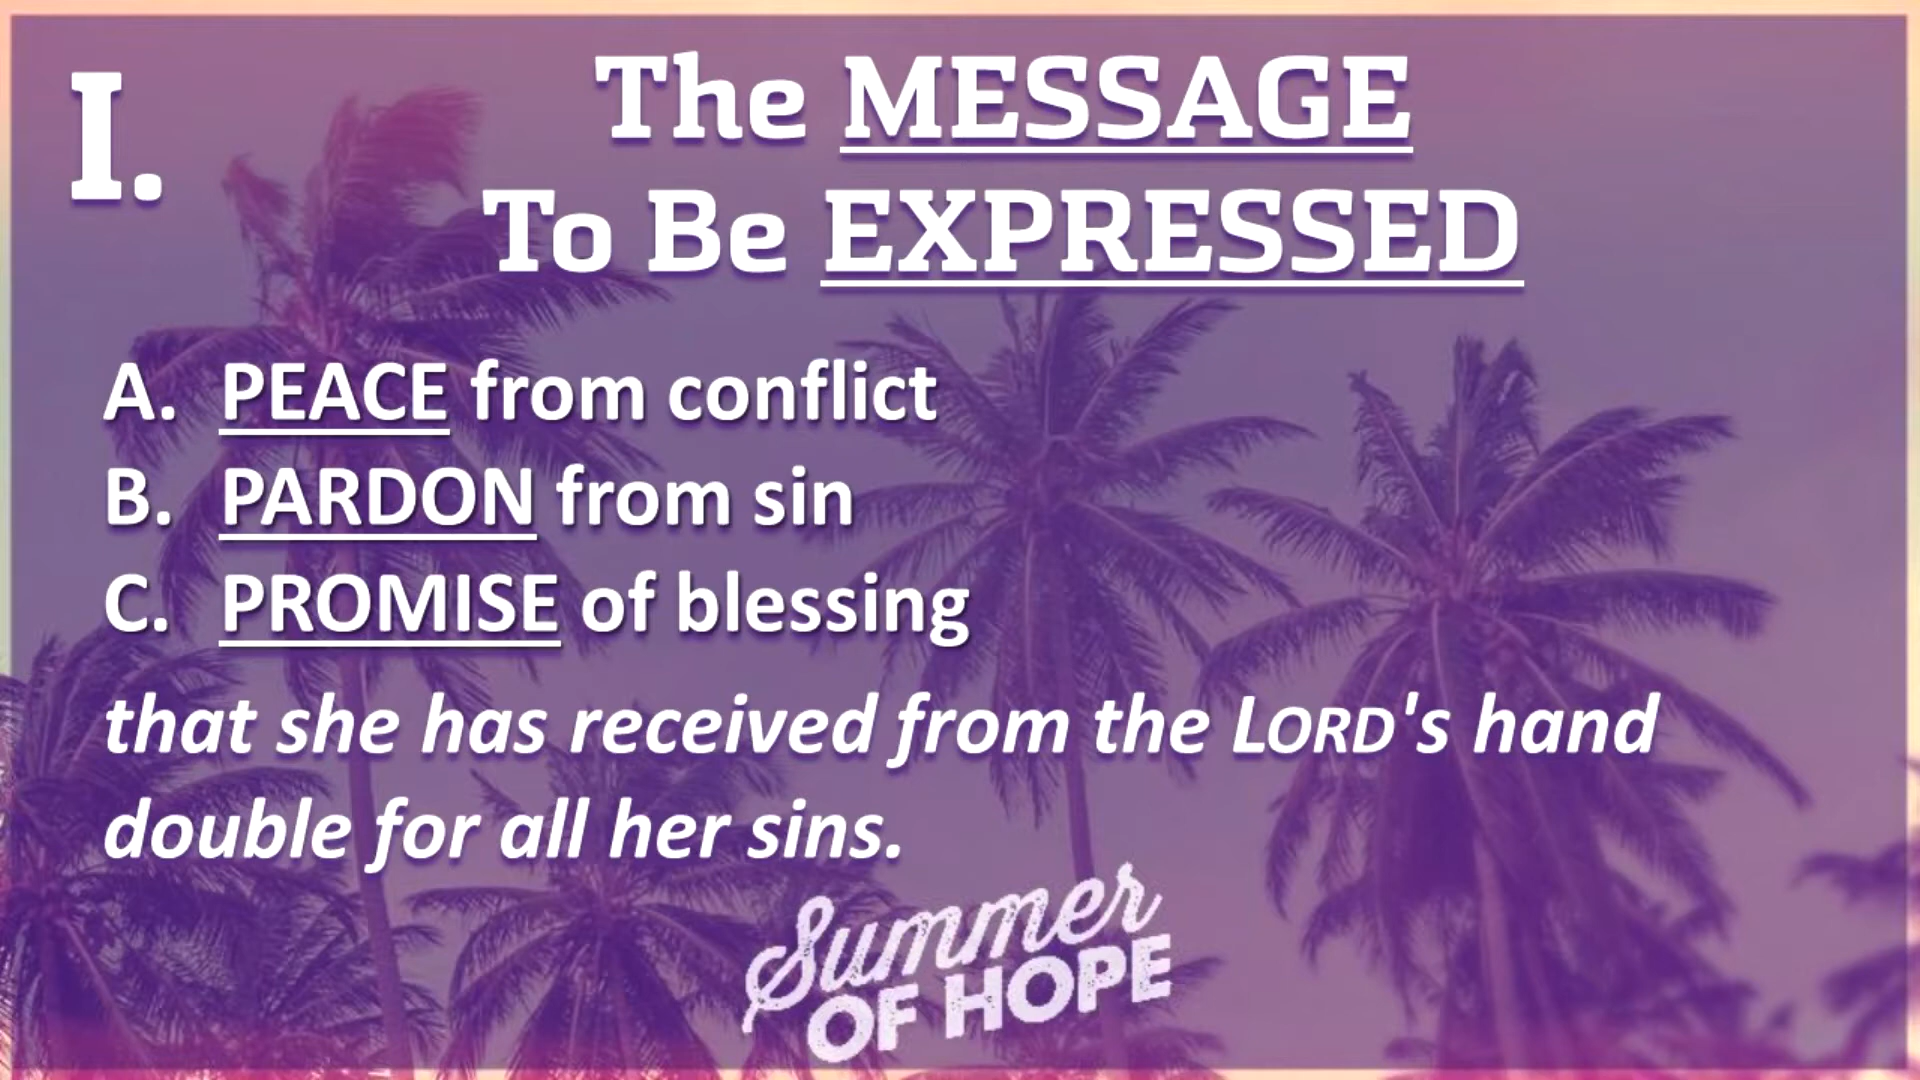 I.
The MESSAGE
To Be EXPRESSED
A. PEACE from conflict
B. PARDON from sin
C. PROMISE of blessing
that she has received from the LORD's hand
double for all her sins.
Summer
OF HOPE